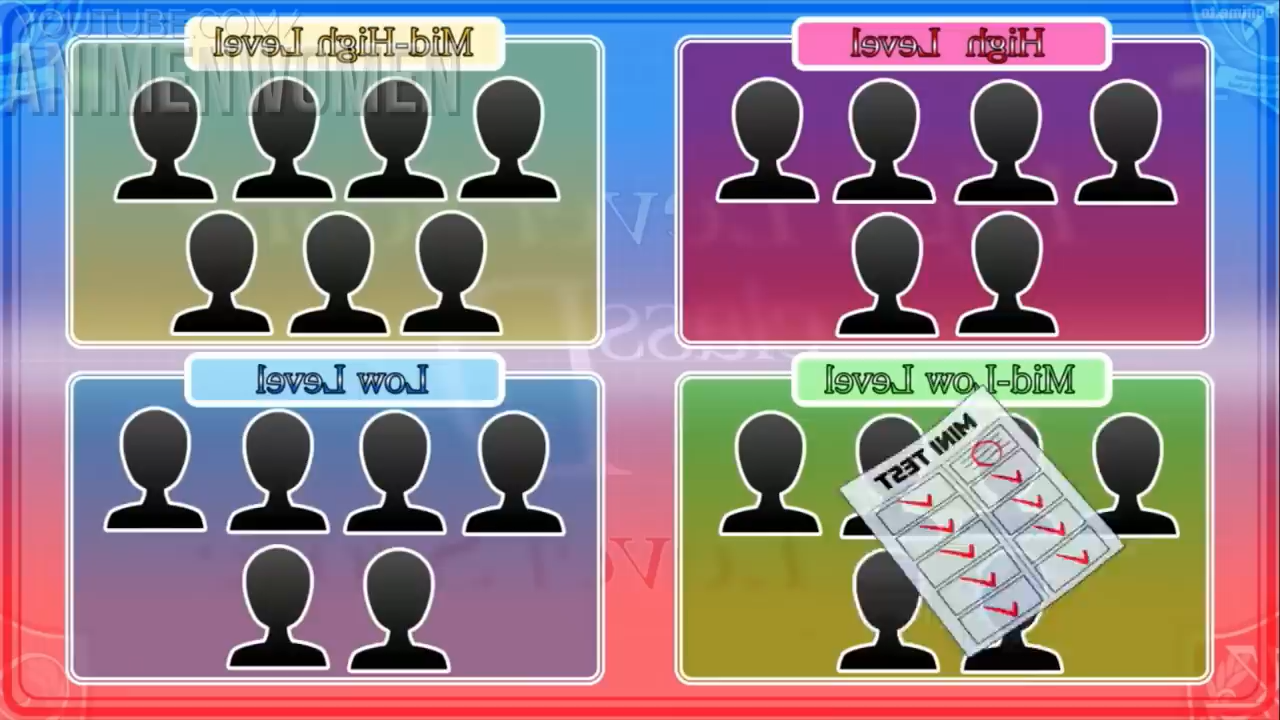 YOUTUBE.COM/
ANIMENWOMEN
Mid-High Level
High Level
Low Level
Mid-Low Level
MINI TEST